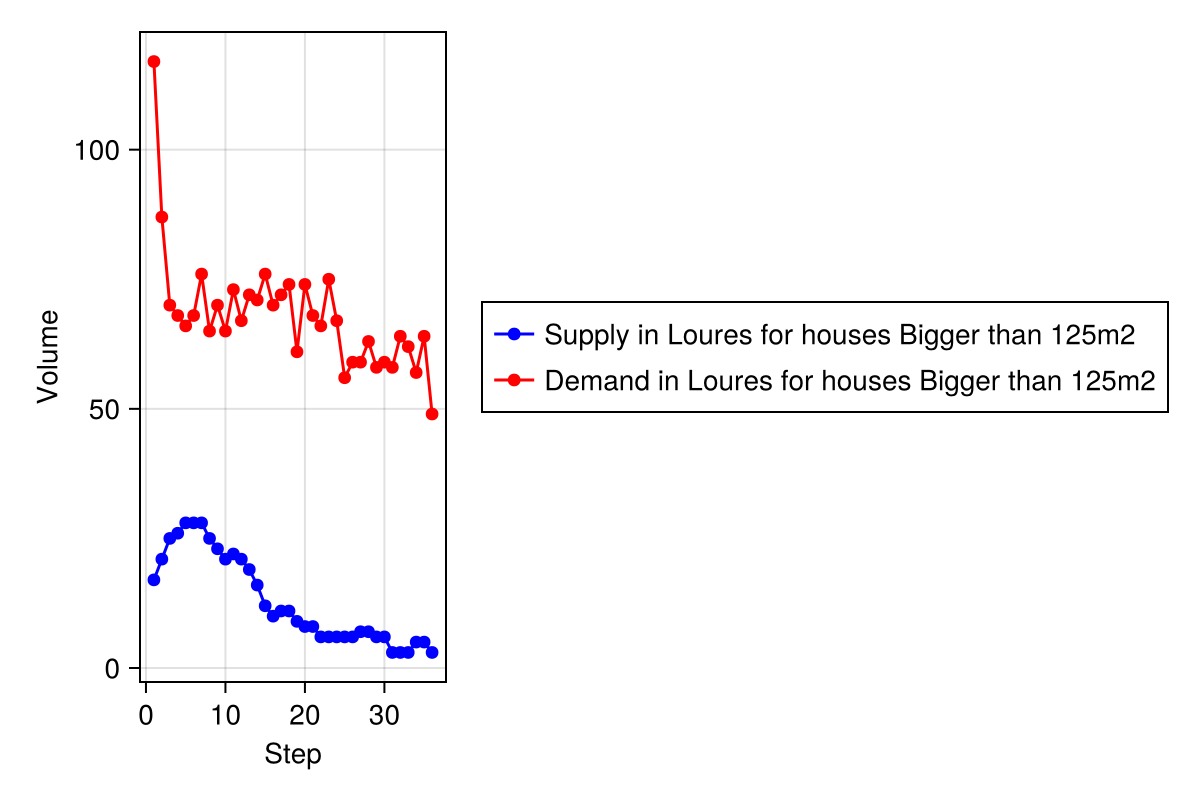 100
50
0
Volume
0 10 20 30
Step
Supply in Loures for houses Bigger than 125m2
Demand in Loures for houses Bigger than 125m2